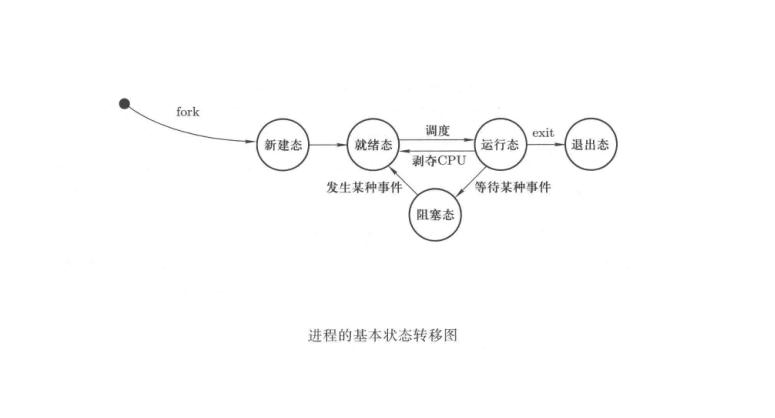 fork
新建态
就绪态
调度
剥夺CPU
运行态
exit
退出态
发生某种事件
等待某种事件
阻塞态
进程的基本状态转移图